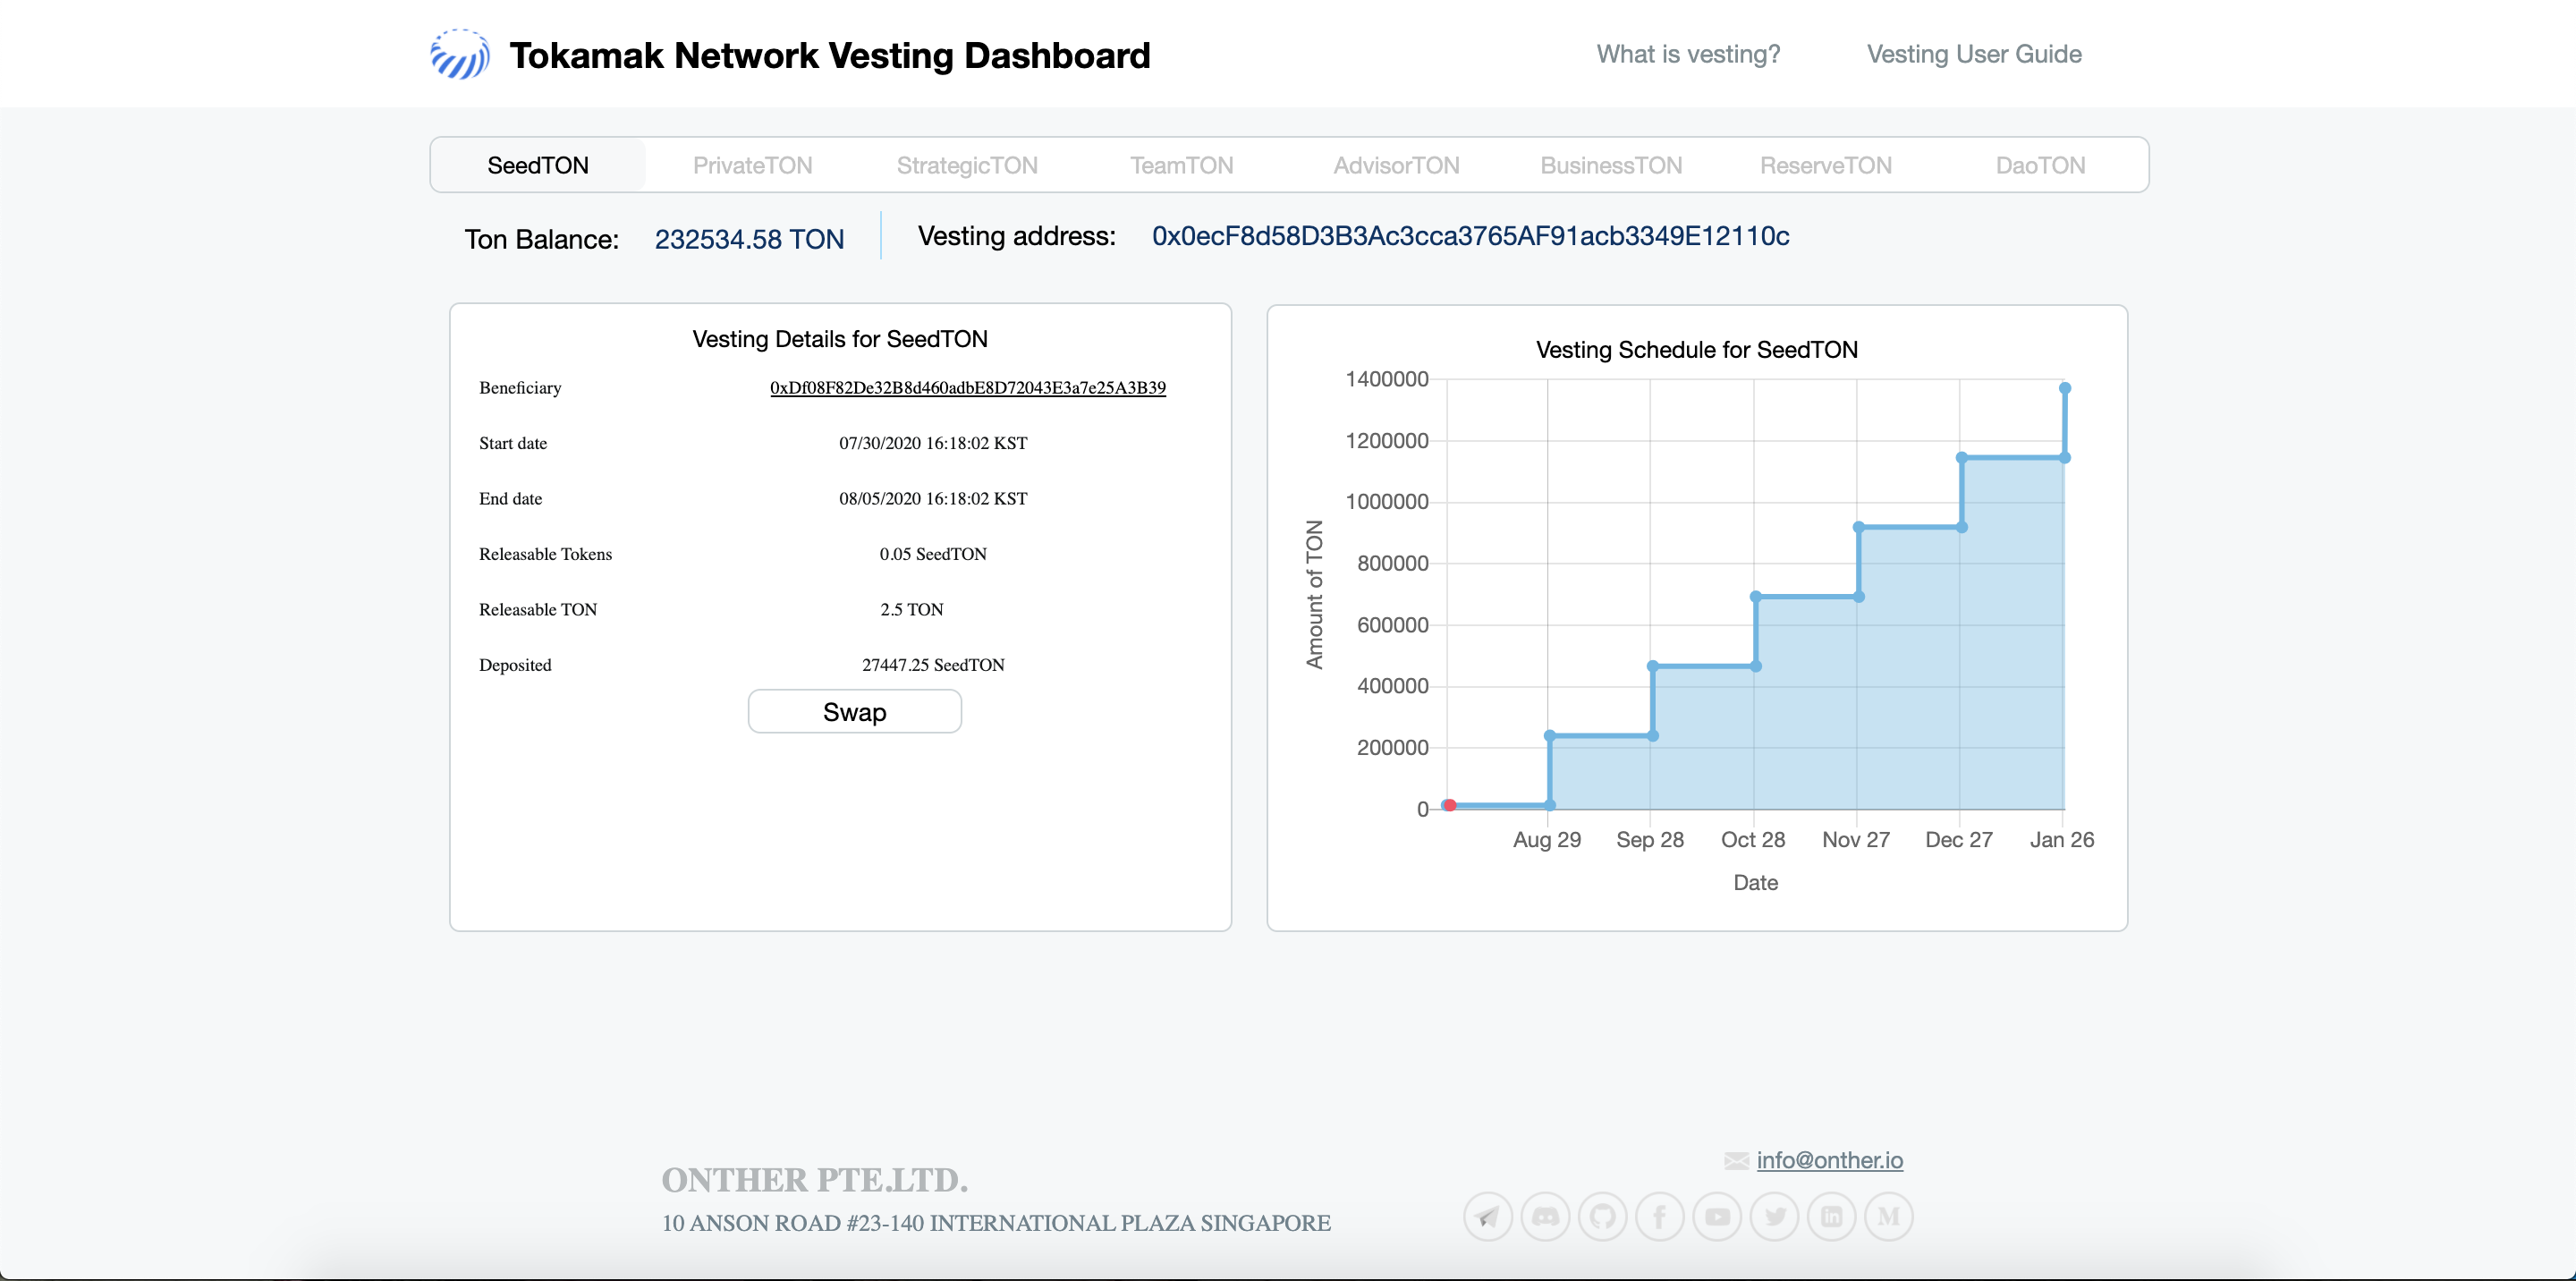 Tokamak Network Vesting Dashboard
What is vesting?
Vesting User Guide
SeedTON PrivateTON StrategicTON TeamTON AdvisorTON BusinessTON ReserveTON DaoTON
Ton Balance: 232534.58 TON
Vesting address: 0x0ecF8d58D3B3Ac3cca3765AF91acb3349E12110c
Vesting Details for SeedTON
Beneficiary 0xDf08F82De32B8d460adbE8D72043E3a7e25A3B39
Start date 07/30/2020 16:18:02 KST
End date 08/05/2020 16:18:02 KST
Releasable Tokens 0.05 SeedTON
Releasable TON 2.5 TON
Deposited 27447.25 SeedTON
Swap
Vesting Schedule for SeedTON
Amount of TON
1400000
1200000
1000000
800000
600000
400000
200000
0
Aug 29 Sep 28 Oct 28 Nov 27 Dec 27 Jan 26
Date
ONTHER PTE.LTD.
10 ANSON ROAD #23-140 INTERNATIONAL PLAZA SINGAPORE
info@onther.io